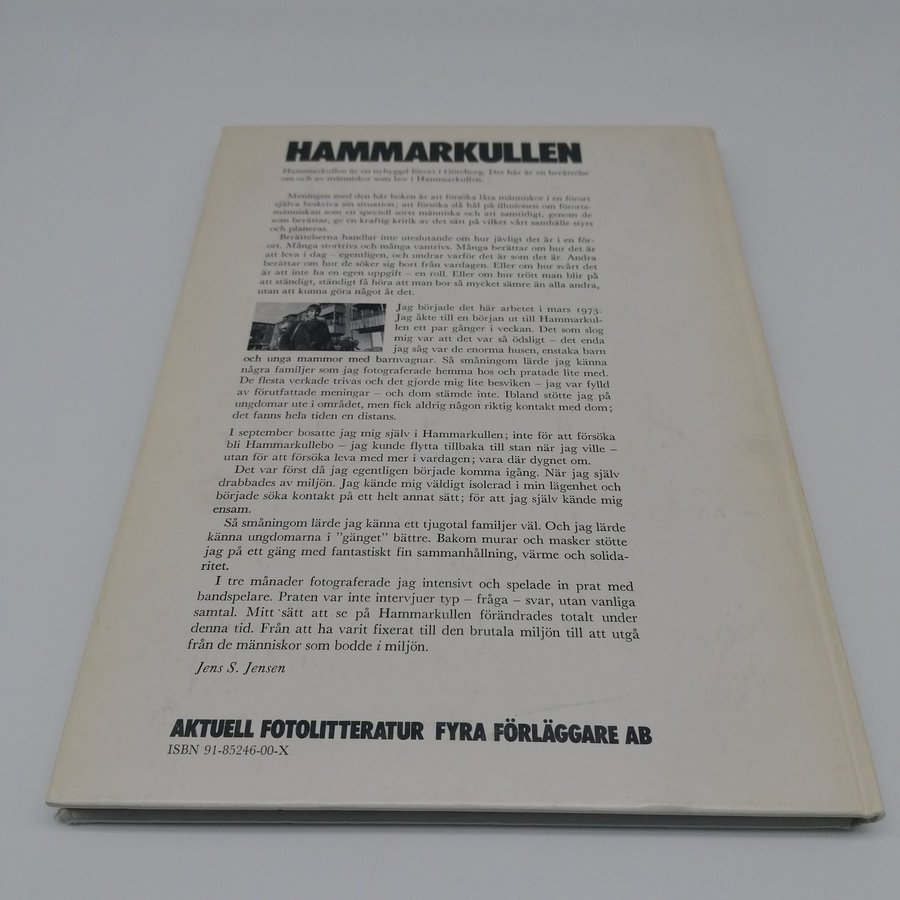 HAMMARKULLEN
Hammarkullen är en nybyggd förort i Göteborg. Det här är en berättelse
om och av människor som bor i Hammarkullen.
Meningen med den här boken är att försöka låta människor i en förort
själva beskriva sin situation; att försöka slå hål på illusionen om förorts-
människan som en speciell sorts människa och att samtidigt, genom de
som berättar, ge en kraftig kritik av det sätt på vilket vårt samhälle styrs
och planeras.
Berättelserna handlar inte uteslutande om hur jävligt det är i en för-
ort. Många stortrivs och många vantrivs. Många berättar om hur det är
att leva i dag – egentligen, och undrar varför det är som det är. Andra
berättar om hur de söker sig bort från vardagen. Eller om hur svårt det
är att inte ha en egen uppgift – en roll. Eller om hur trött man blir på
att ständigt, ständigt få höra att man bor så mycket sämre än alla andra,
utan att kunna göra något åt det.
Jag började det här arbetet i mars 1973.
Jag åkte till en början ut till Hammarkul-
len ett par gånger i veckan. Det som slog
mig var att det var så ödsligt – det enda
jag såg var de enorma husen, enstaka barn
och unga mammor med barnvagnar. Så småningom lärde jag känna
några familjer som jag fotograferade hemma hos och pratade lite med.
De flesta verkade trivas och det gjorde mig lite besviken – jag var fylld
av förutfattade meningar – och dom stämde inte. Ibland stötte jag på
ungdomar ute i området, men fick aldrig någon riktig kontakt med dom;
det fanns hela tiden en distans.
I september bosatte jag mig själv i Hammarkullen; inte för att försöka
bli Hammarkullebo – jag kunde flytta tillbaka till stan när jag ville –
utan för att försöka leva med mer i vardagen; vara där dygnet om.
Det var först då jag egentligen började komma igång. När jag själv
drabbades av miljön. Jag kände mig väldigt isolerad i min lägenhet och
började söka kontakt på ett helt annat sätt; för att jag själv kände mig
ensam.
Så småningom lärde jag känna ett tjugotal familjer väl. Och jag lärde
känna ungdomarna i ”gänget” bättre. Bakom murar och masker stötte
jag på ett gäng med fantastiskt fin sammanhållning, värme och solida-
ritet.
I tre månader fotograferade jag intensivt och spelade in prat med
bandspelare. Praten var inte intervjuer typ – fråga – svar, utan vanliga
samtal. Mitt sätt att se på Hammarkullen förändrades totalt under
denna tid. Från att ha varit fixerat till den brutala miljön till att utgå
från de människor som bodde i miljön.
Jens S. Jensen
AKTUELL FOTOLITTERATUR FYRA FÖRLÄGGARE AB
ISBN 91-85246-00-X